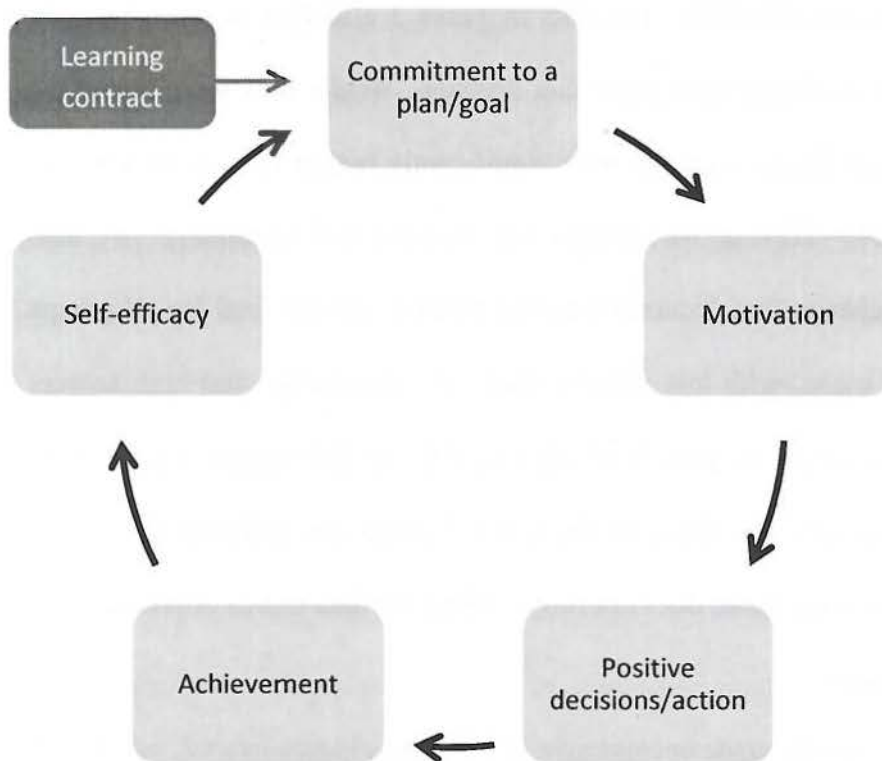 Learning
contract
Commitment to a
plan/goal
Motivation
Positive
decisions/action
Achievement
Self-efficacy